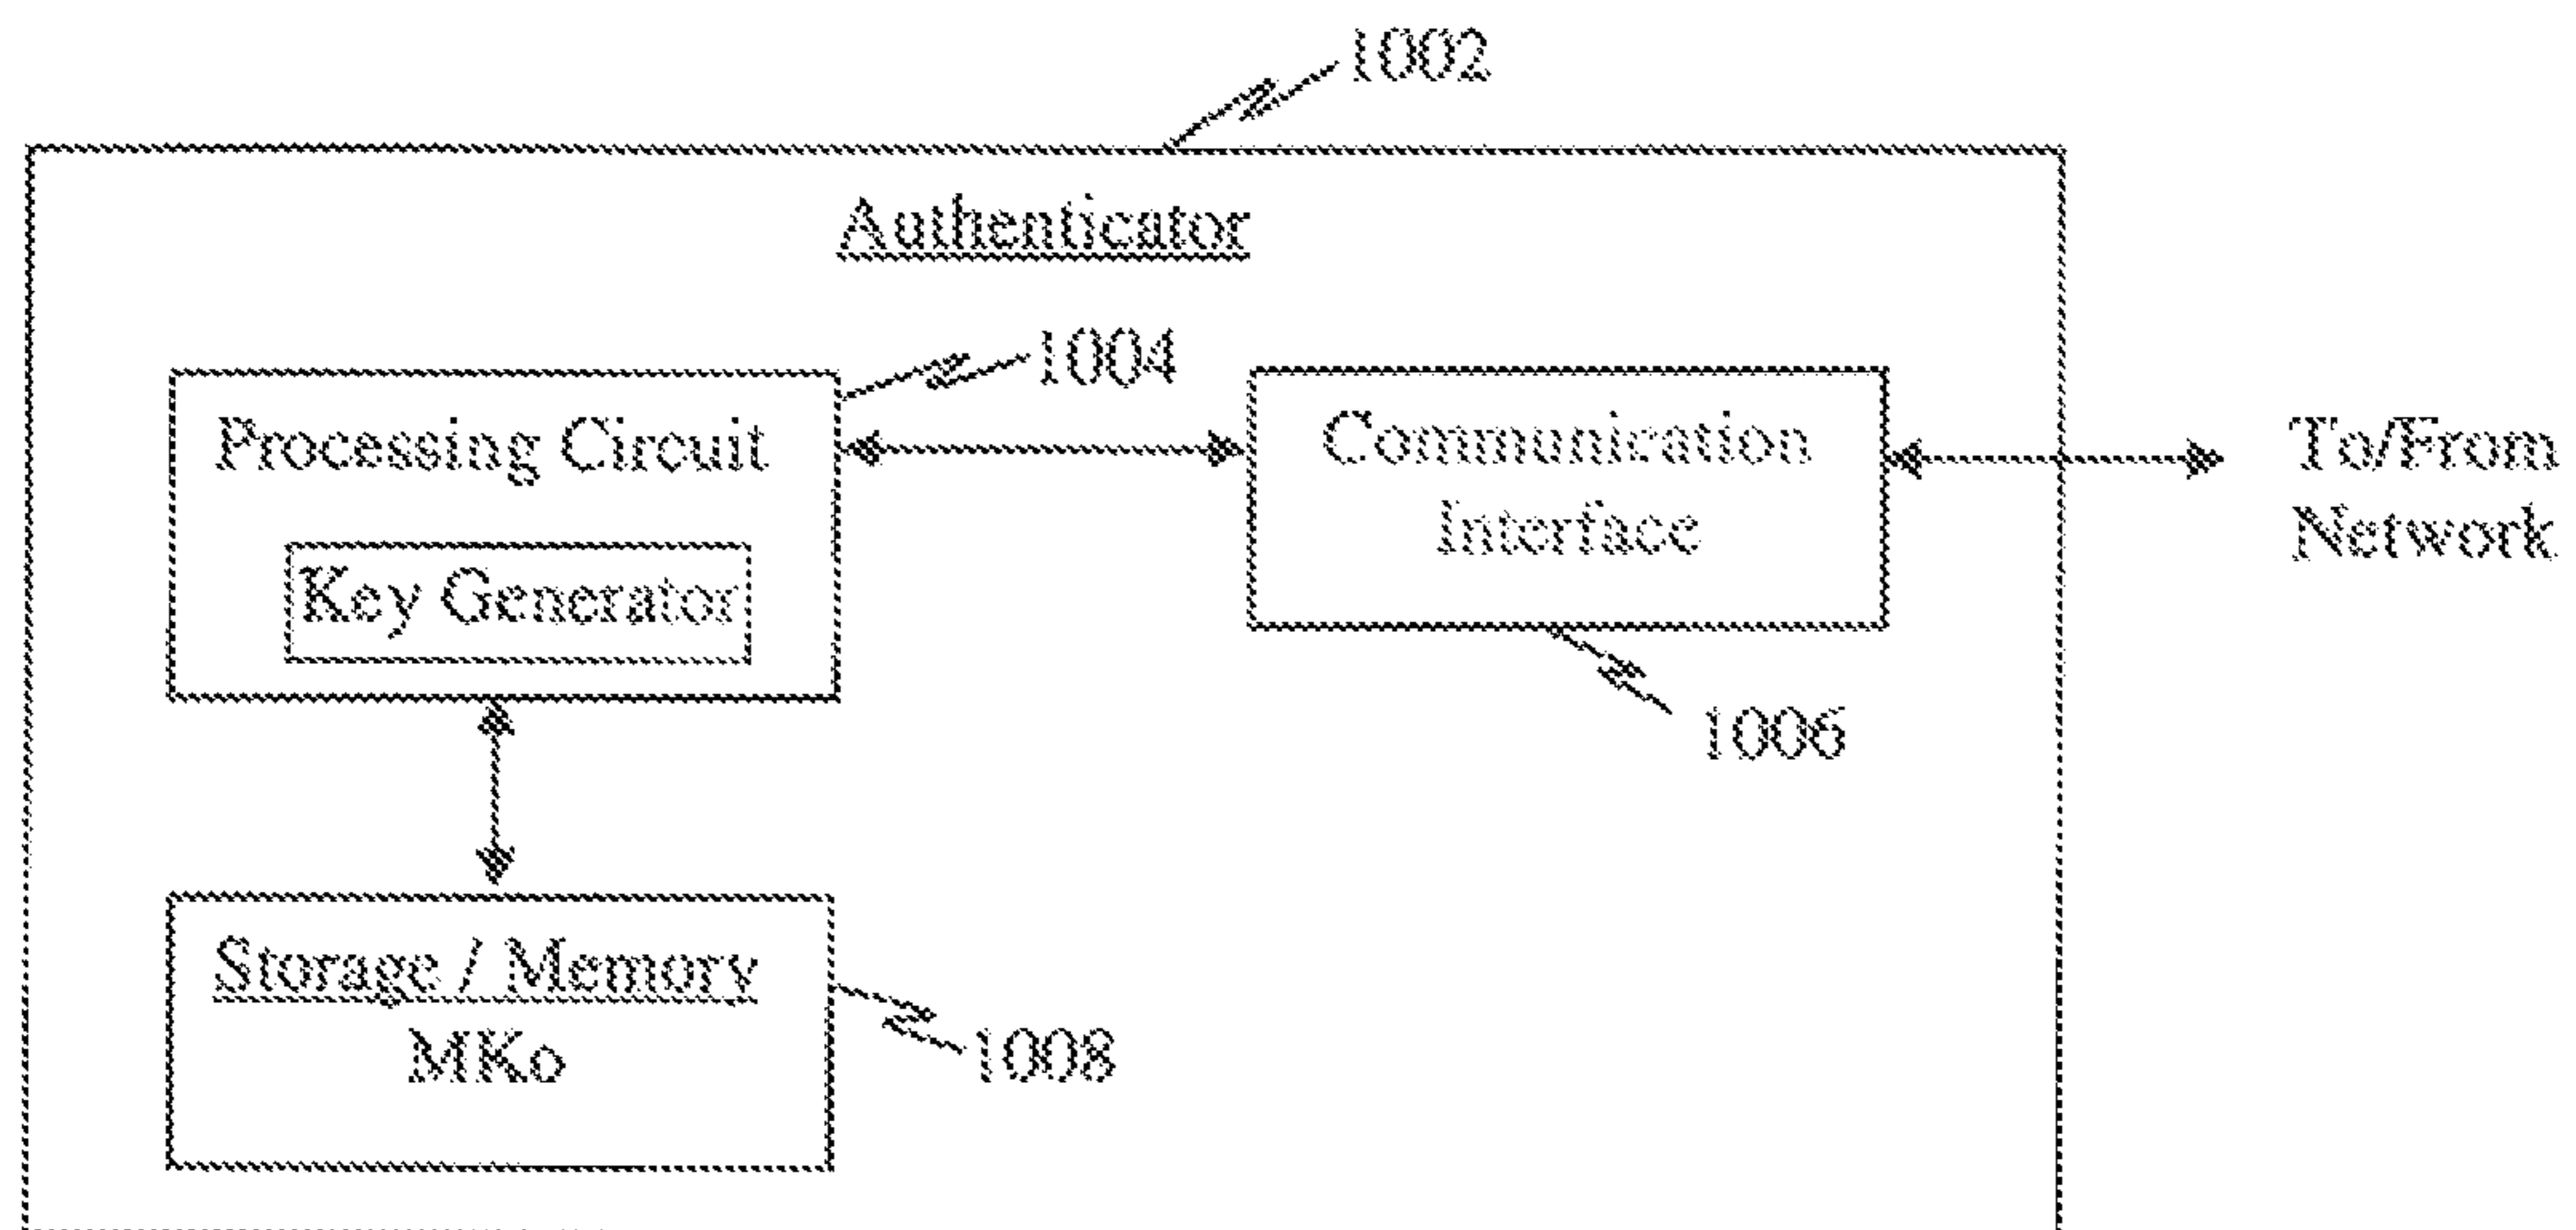 1002
Authenticator
1004
Processing Circuit
Key Generator
Communication
Interface
To/From
Network
1006
Storage / Memory
MKo
1008